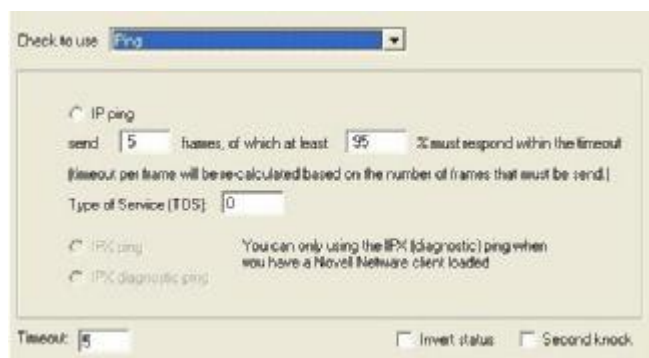 Check to use Ping
IP ping
send 5 frames, of which at least 95 % must respond within the timeout
(timeout per frame will be re-calculated based on the number of frames that must be send.)
Type of Service (TOS) 0
IPX ping
You can only using the IPX (diagnostic) ping when
you have a Novell Netware client loaded
IPX diagnostic ping
Timeout: 5
Invert status
Second knock